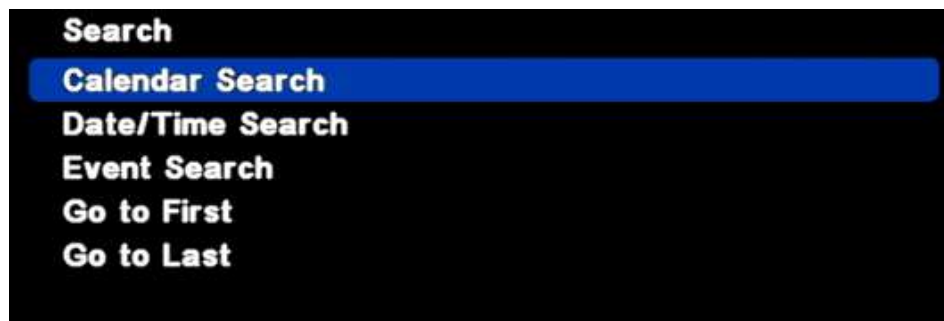 Search
Calendar Search
Date/Time Search
Event Search
Go to First
Go to Last